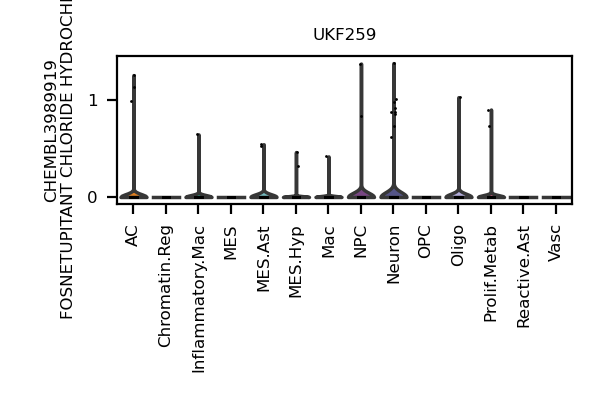 UKF259
CHEMBL3989919
FOSNETUPITANT CHLORIDE HYDROCHL
1
0
AC
Chromatin.Reg
Inflammatory.Mac
MES
MES.Ast
MES.Hyp
Mac
NPC
Neuron
OPC
Oligo
Prolif.Metab
Reactive.Ast
Vasc